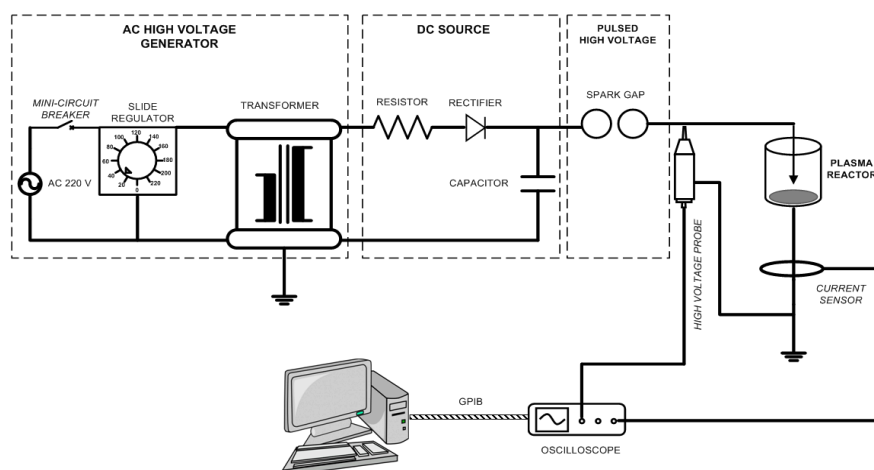 AC HIGH VOLTAGE
GENERATOR
DC SOURCE
PULSED
HIGH VOLTAGE
MINI-CIRCUIT
BREAKER
SLIDE
REGULATOR
TRANSFORMER
RESISTOR
RECTIFIER
SPARK GAP
120
100
140
80
160
60
180
40
200
20
220
0
AC 220 V
CAPACITOR
PLASMA
REACTOR
HIGH VOLTAGE PROBE
CURRENT
SENSOR
GPIB
OSCILLOSCOPE